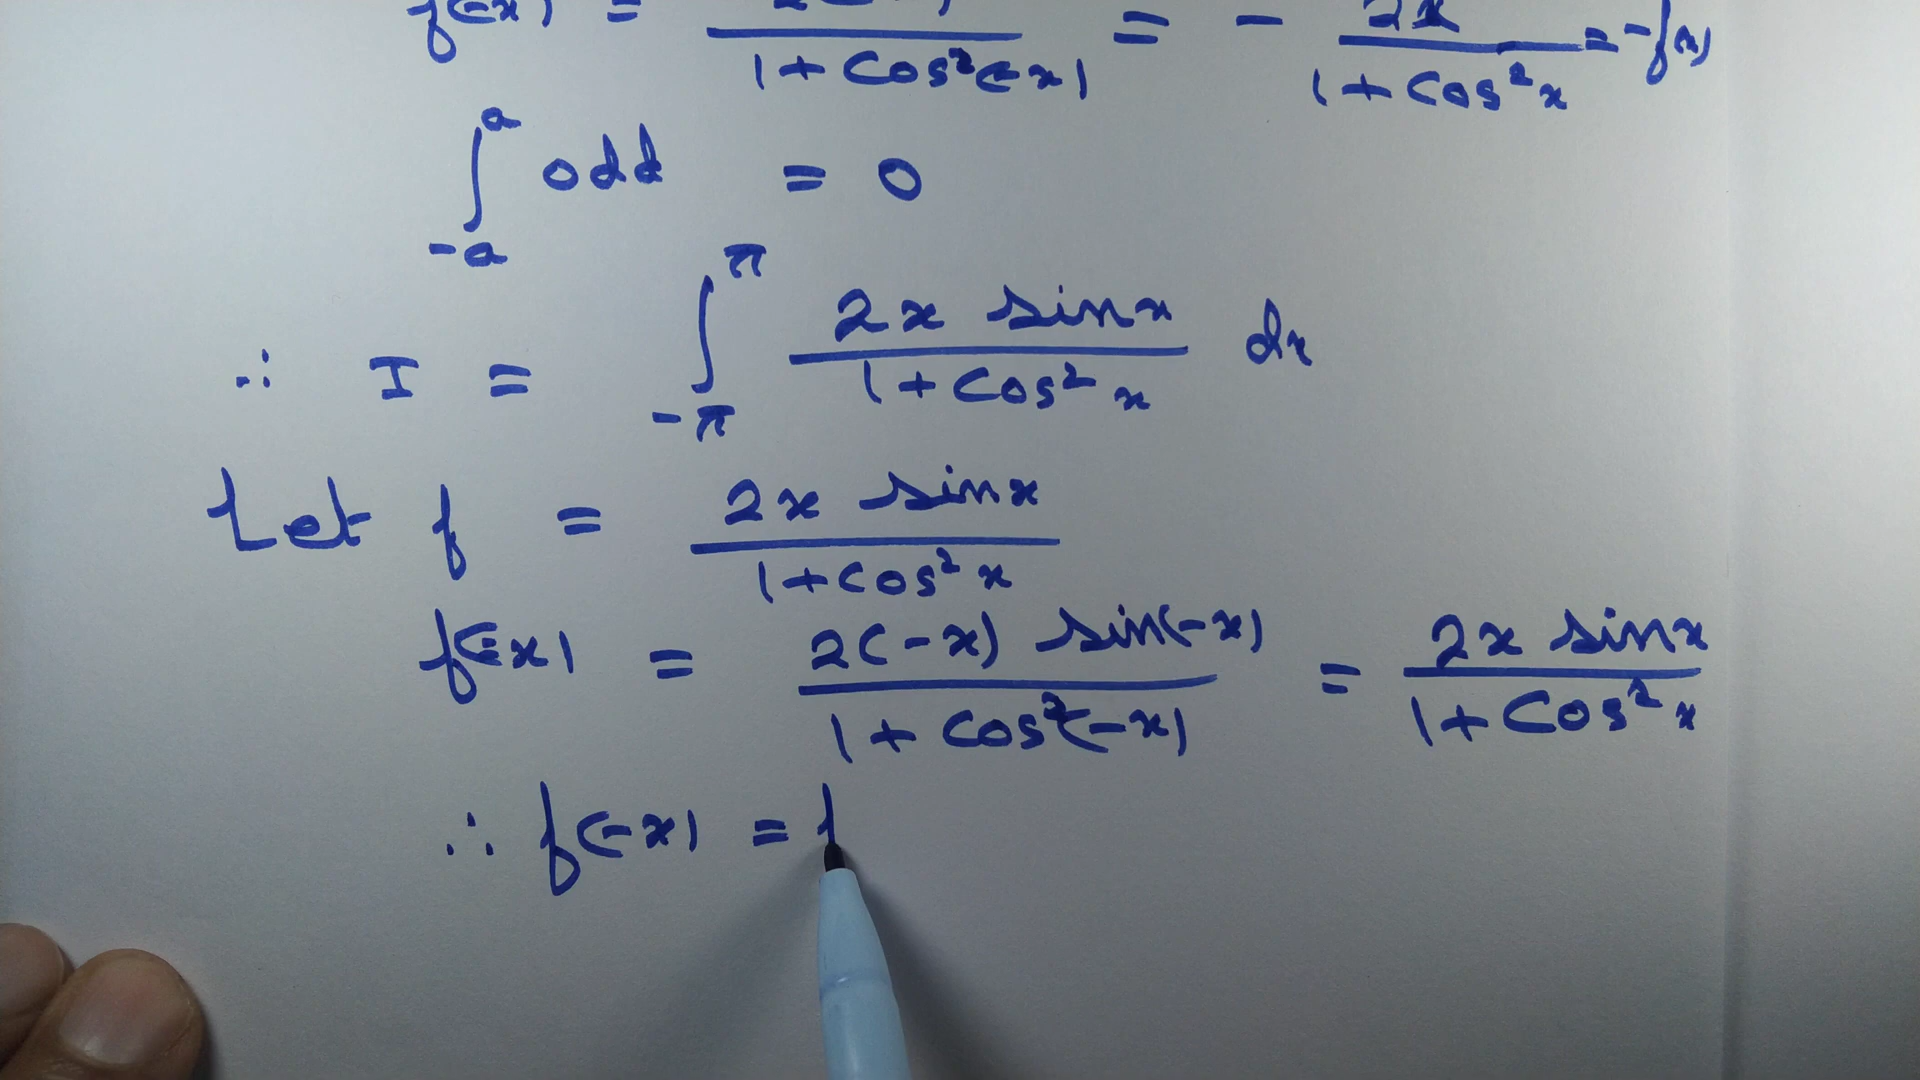 f(-x) = / 1 + Cos²(-x) = - 2x / 1 + Cos²x = -f(x)
∫_{-a}^{a} odd = 0
∴ I = ∫_{-π}^{π} 2x sinx / 1 + Cos²x dx
Let f = 2x sinx / 1 + Cos²x
f(-x) = 2(-x) sin(-x) / 1 + Cos²(-x) = 2x sinx / 1 + Cos²x
∴ f(-x) =